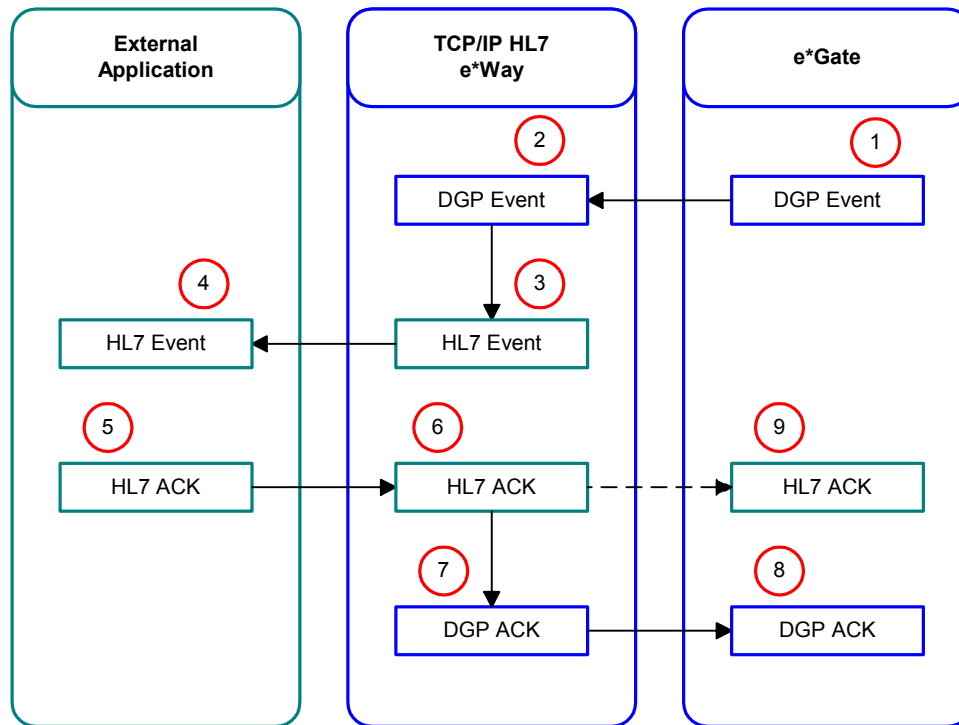 External
Application
TCP/IP HL7
e*Way
e*Gate
2
1
DGP Event
DGP Event
4
3
HL7 Event
HL7 Event
5
6
9
HL7 ACK
HL7 ACK
HL7 ACK
7
8
DGP ACK
DGP ACK